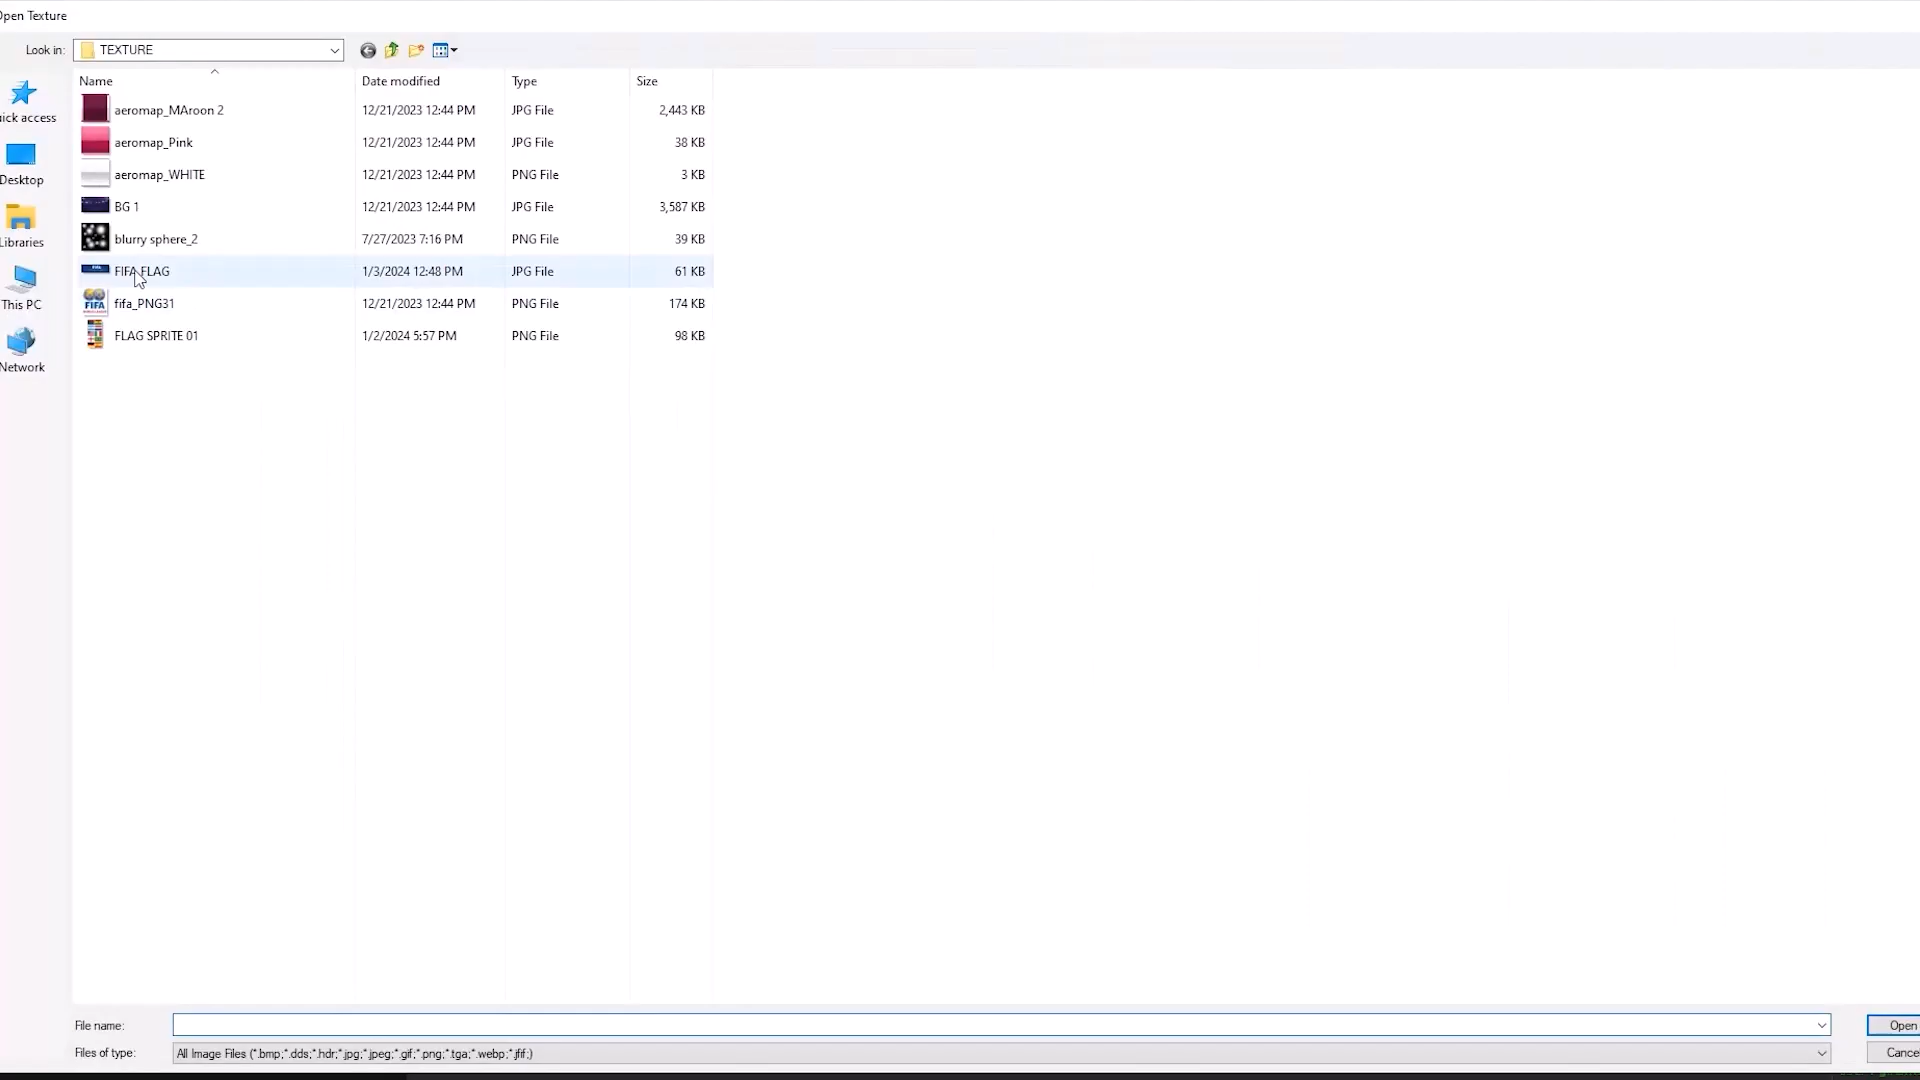 Open Texture
Look in: TEXTURE
Name Date modified Type Size
aeromap_MAroon 2 12/21/2023 12:44 PM JPG File 2,443 KB
aeromap_Pink 12/21/2023 12:44 PM JPG File 38 KB
aeromap_WHITE 12/21/2023 12:44 PM PNG File 3 KB
BG 1 12/21/2023 12:44 PM JPG File 3,587 KB
blurry sphere_2 7/27/2023 7:16 PM PNG File 39 KB
FIFA FLAG 1/3/2024 12:48 PM JPG File 61 KB
fifa_PNG31 12/21/2023 12:44 PM PNG File 174 KB
FLAG SPRITE 01 1/2/2024 5:57 PM PNG File 98 KB
uick access
Desktop
Libraries
This PC
Network
FIFA
File name:
Open
Files of type: All Image Files (*.bmp;*.dds;*.hdr;*.jpg;*.jpeg;*.gif;*.png;*.tga;*.webp;*.jfif;)
Cance